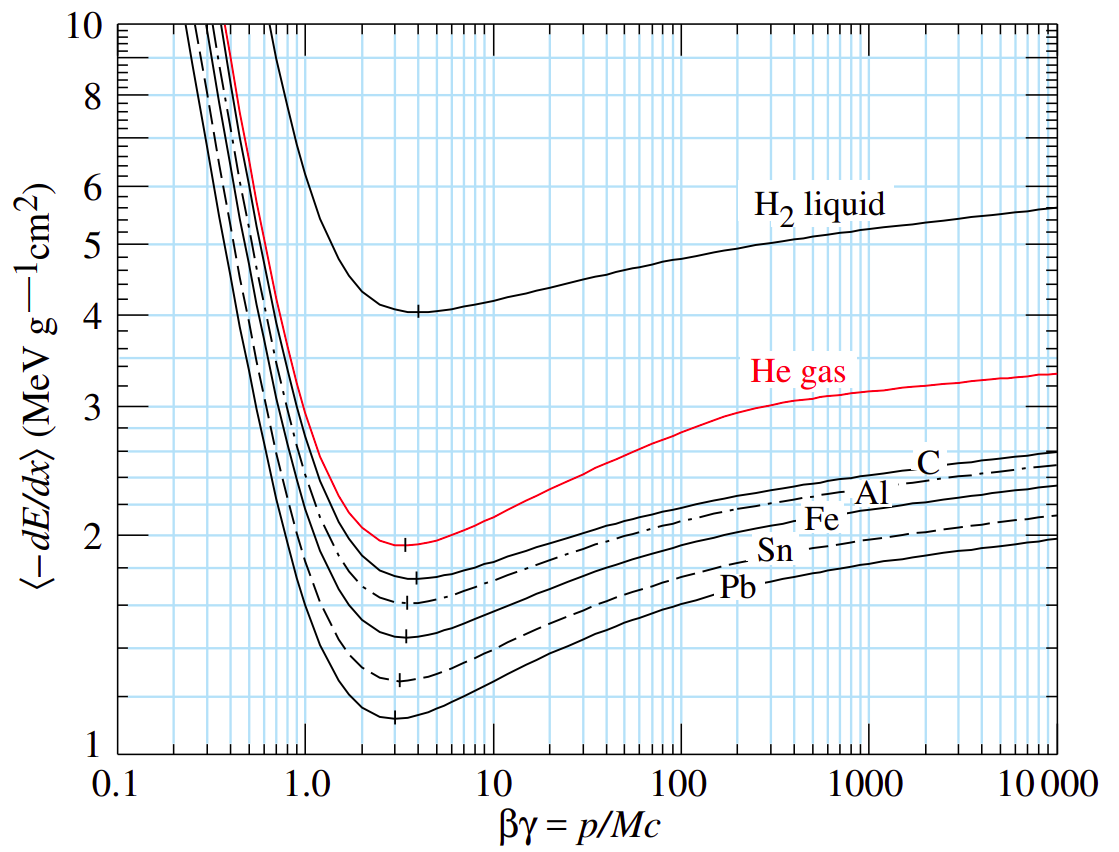 10
8
6
5
4
3
2
1
⟨−dE/dx⟩ (MeV g—1cm2)
H2 liquid
He gas
C
Al
Fe
Sn
Pb
0.1 1.0 10 100 1000 10 000
βγ = p/Mc